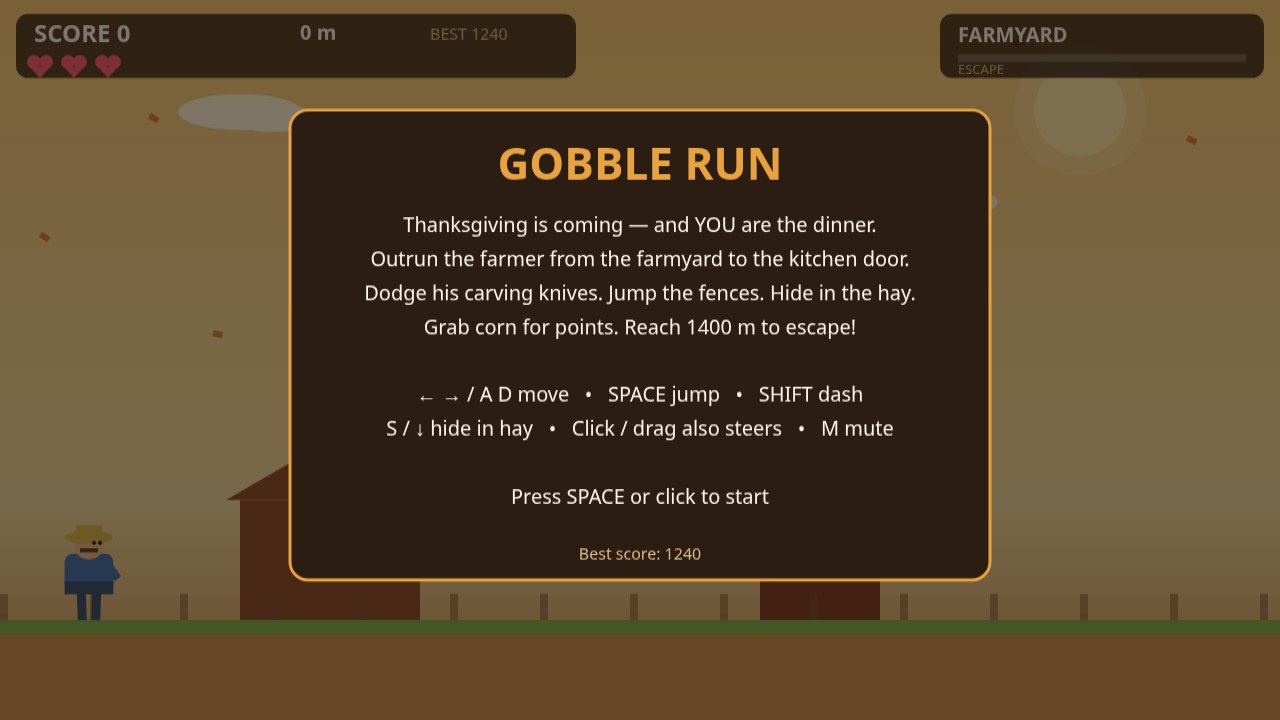 SCORE 0
0 m
BEST 1240
FARMYARD
ESCAPE
GOBBLE RUN
Thanksgiving is coming — and YOU are the dinner.
Outrun the farmer from the farmyard to the kitchen door.
Dodge his carving knives. Jump the fences. Hide in the hay.
Grab corn for points. Reach 1400 m to escape!
← → / A D move • SPACE jump • SHIFT dash
S / ↓ hide in hay • Click / drag also steers • M mute
Press SPACE or click to start
Best score: 1240